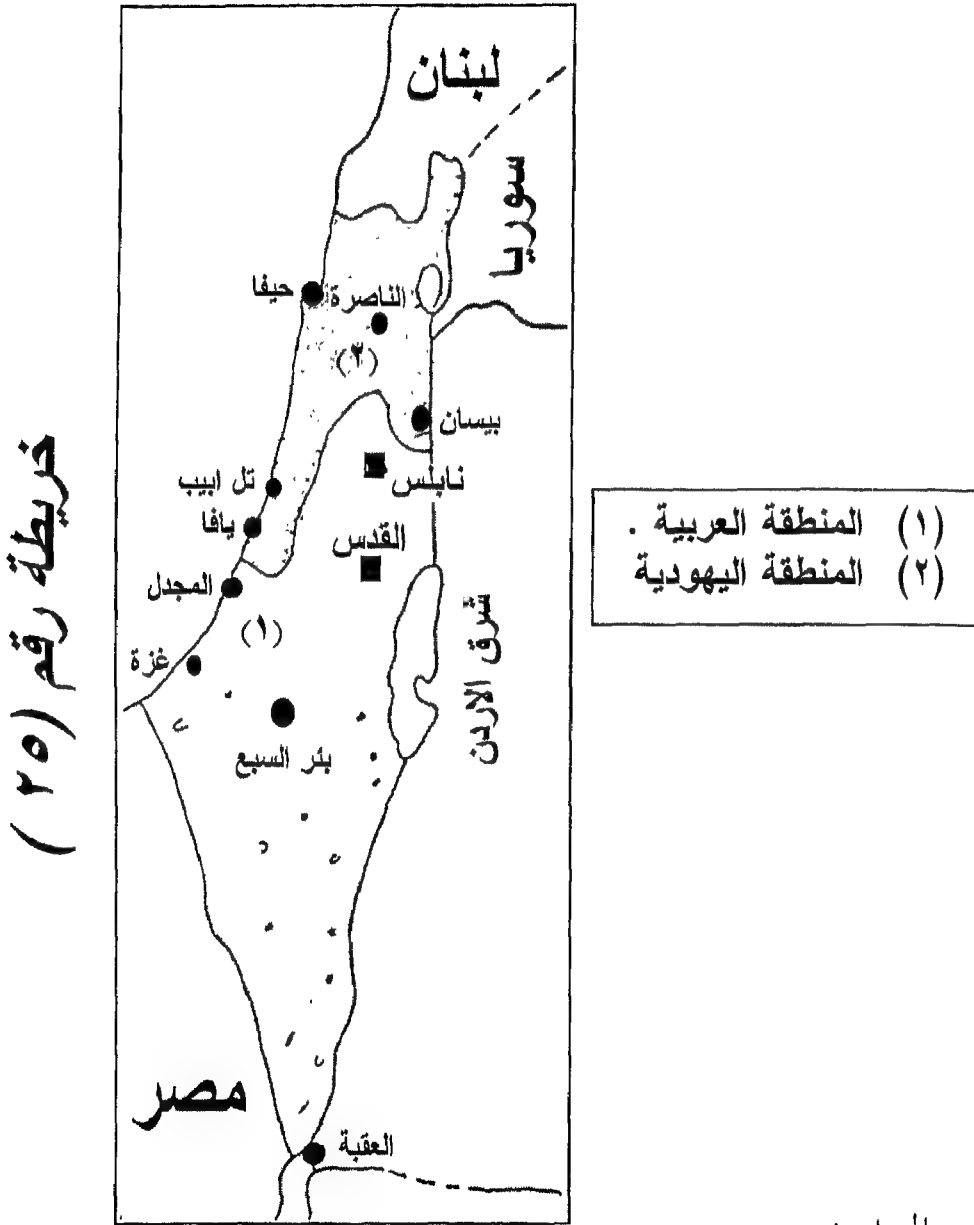 خريطة رقم (٢٥)
لبنان
سوريا
حيفا
الناصرة
(٢)
بيسان
نابلس
تل ابيب
يافا
القدس
المجدل
(١)
غزة
بئر السبع
شرق الاردن
مصر
العقبة
(١) المنطقة العربية .
(٢) المنطقة اليهودية